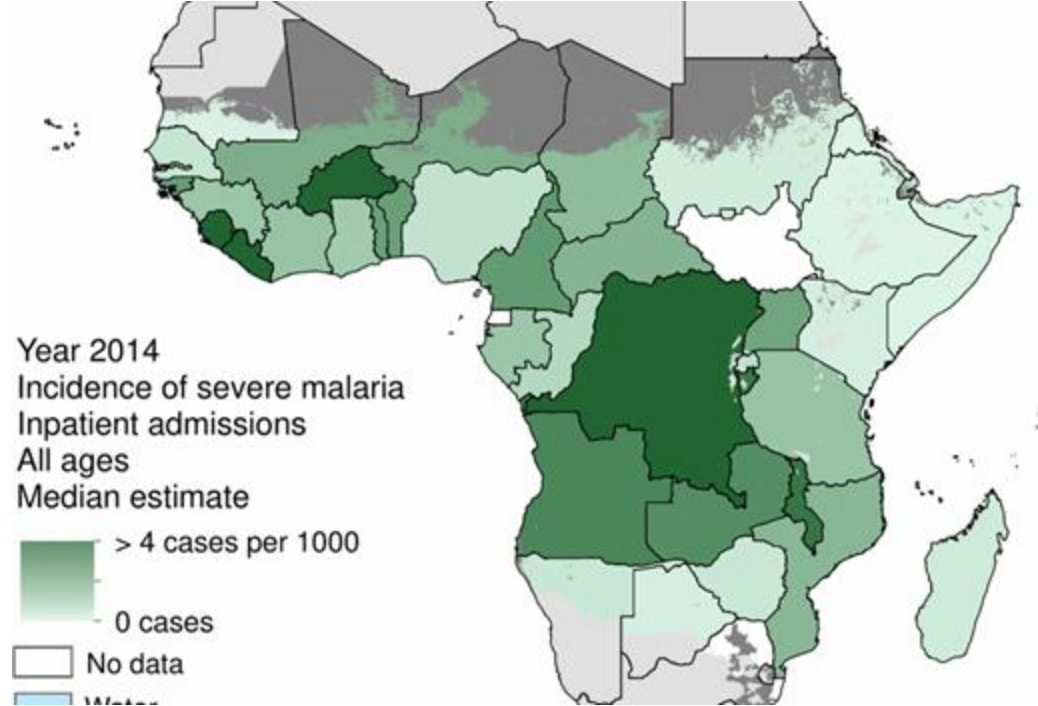 Year 2014
Incidence of severe malaria
Inpatient admissions
All ages
Median estimate
> 4 cases per 1000
0 cases
No data
Water